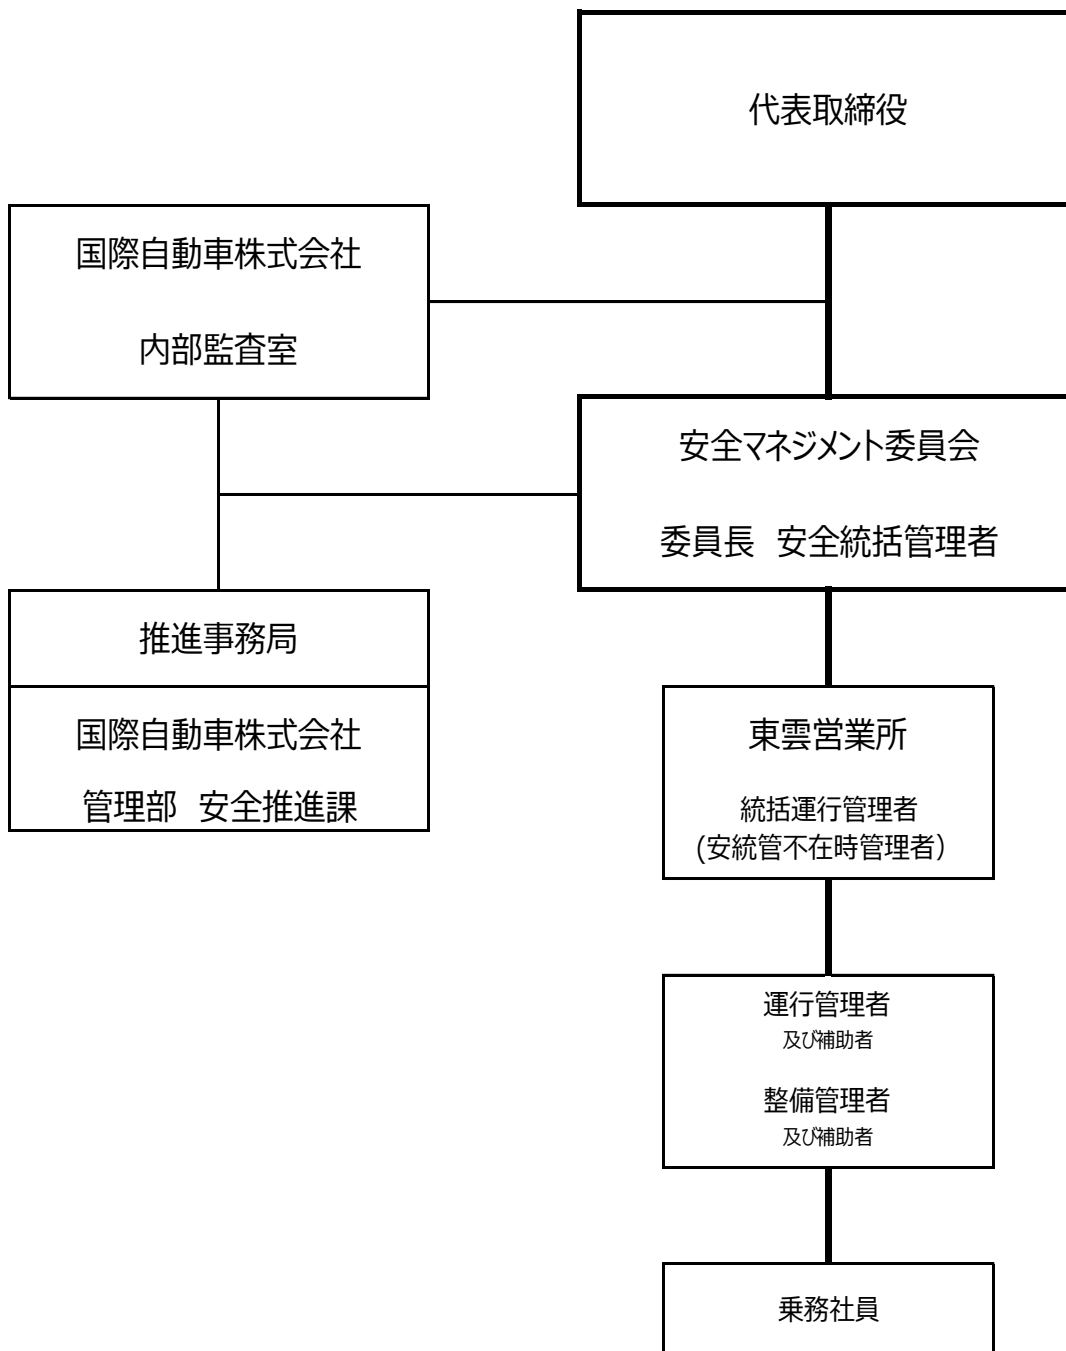 代表取締役
国際自動車株式会社
内部監査室
安全マネジメント委員会
委員長 安全統括管理者
推進事務局
国際自動車株式会社
管理部 安全推進課
東雲営業所
統括運行管理者
(安統管不在時管理者）
運行管理者
及び補助者
整備管理者
及び補助者
乗務社員